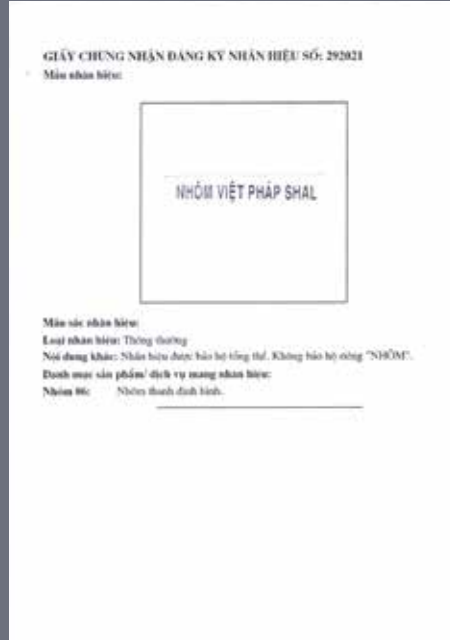 GIẤY CHỨNG NHẬN ĐĂNG KÝ NHÃN HIỆU SỐ: 292021
Mẫu nhãn hiệu:
NHÔM VIỆT PHÁP SHAL
Màu sắc nhãn hiệu:
Loại nhãn hiệu: Thông thường
Nội dung khác: Nhãn hiệu được bảo hộ tổng thể. Không bảo hộ riêng "NHÔM".
Danh mục sản phẩm/ dịch vụ mang nhãn hiệu:
Nhóm 06: Nhôm thanh định hình.